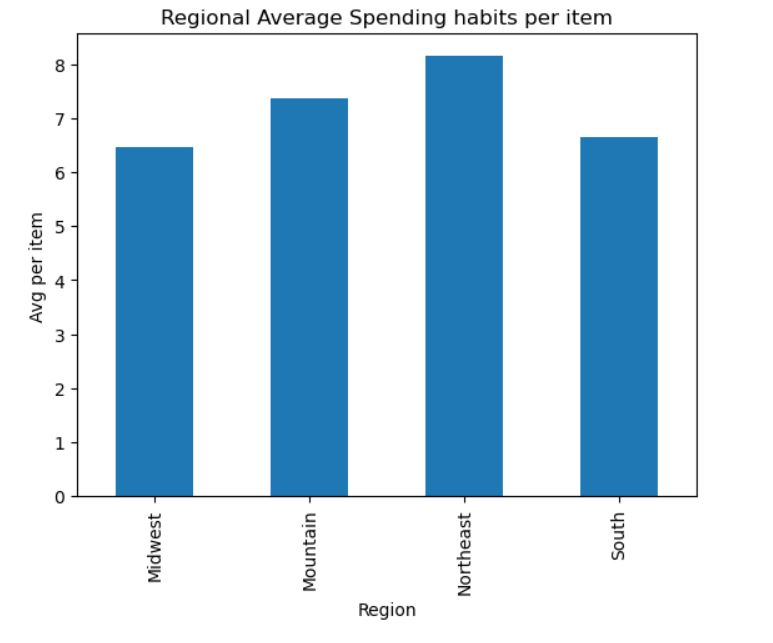 Regional Average Spending habits per item
8
7
6
5
4
3
2
1
0
Avg per item
Midwest
Mountain
Northeast
South
Region